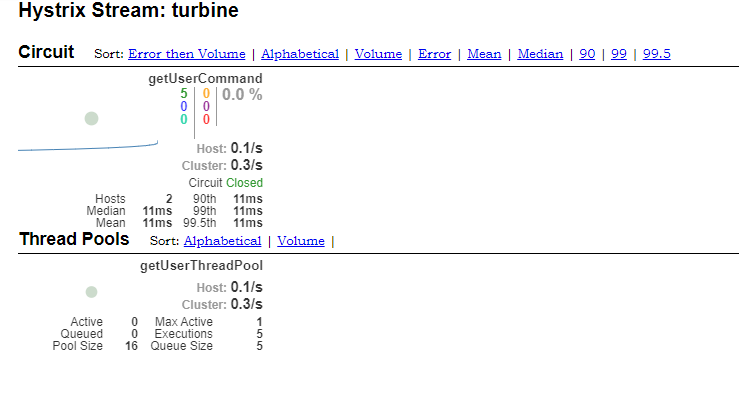 Hystrix Stream: turbine
Circuit Sort: Error then Volume | Alphabetical | Volume | Error | Mean | Median | 90 | 99 | 99.5
getUserCommand
5 | 0 | 0.0 %
0 | 0
0 | 0
Host: 0.1/s
Cluster: 0.3/s
Circuit Closed
Hosts 2 90th 11ms
Median 11ms 99th 11ms
Mean 11ms 99.5th 11ms
Thread Pools Sort: Alphabetical | Volume |
getUserThreadPool
Host: 0.1/s
Cluster: 0.3/s
Active 0 Max Active 1
Queued 0 Executions 5
Pool Size 16 Queue Size 5